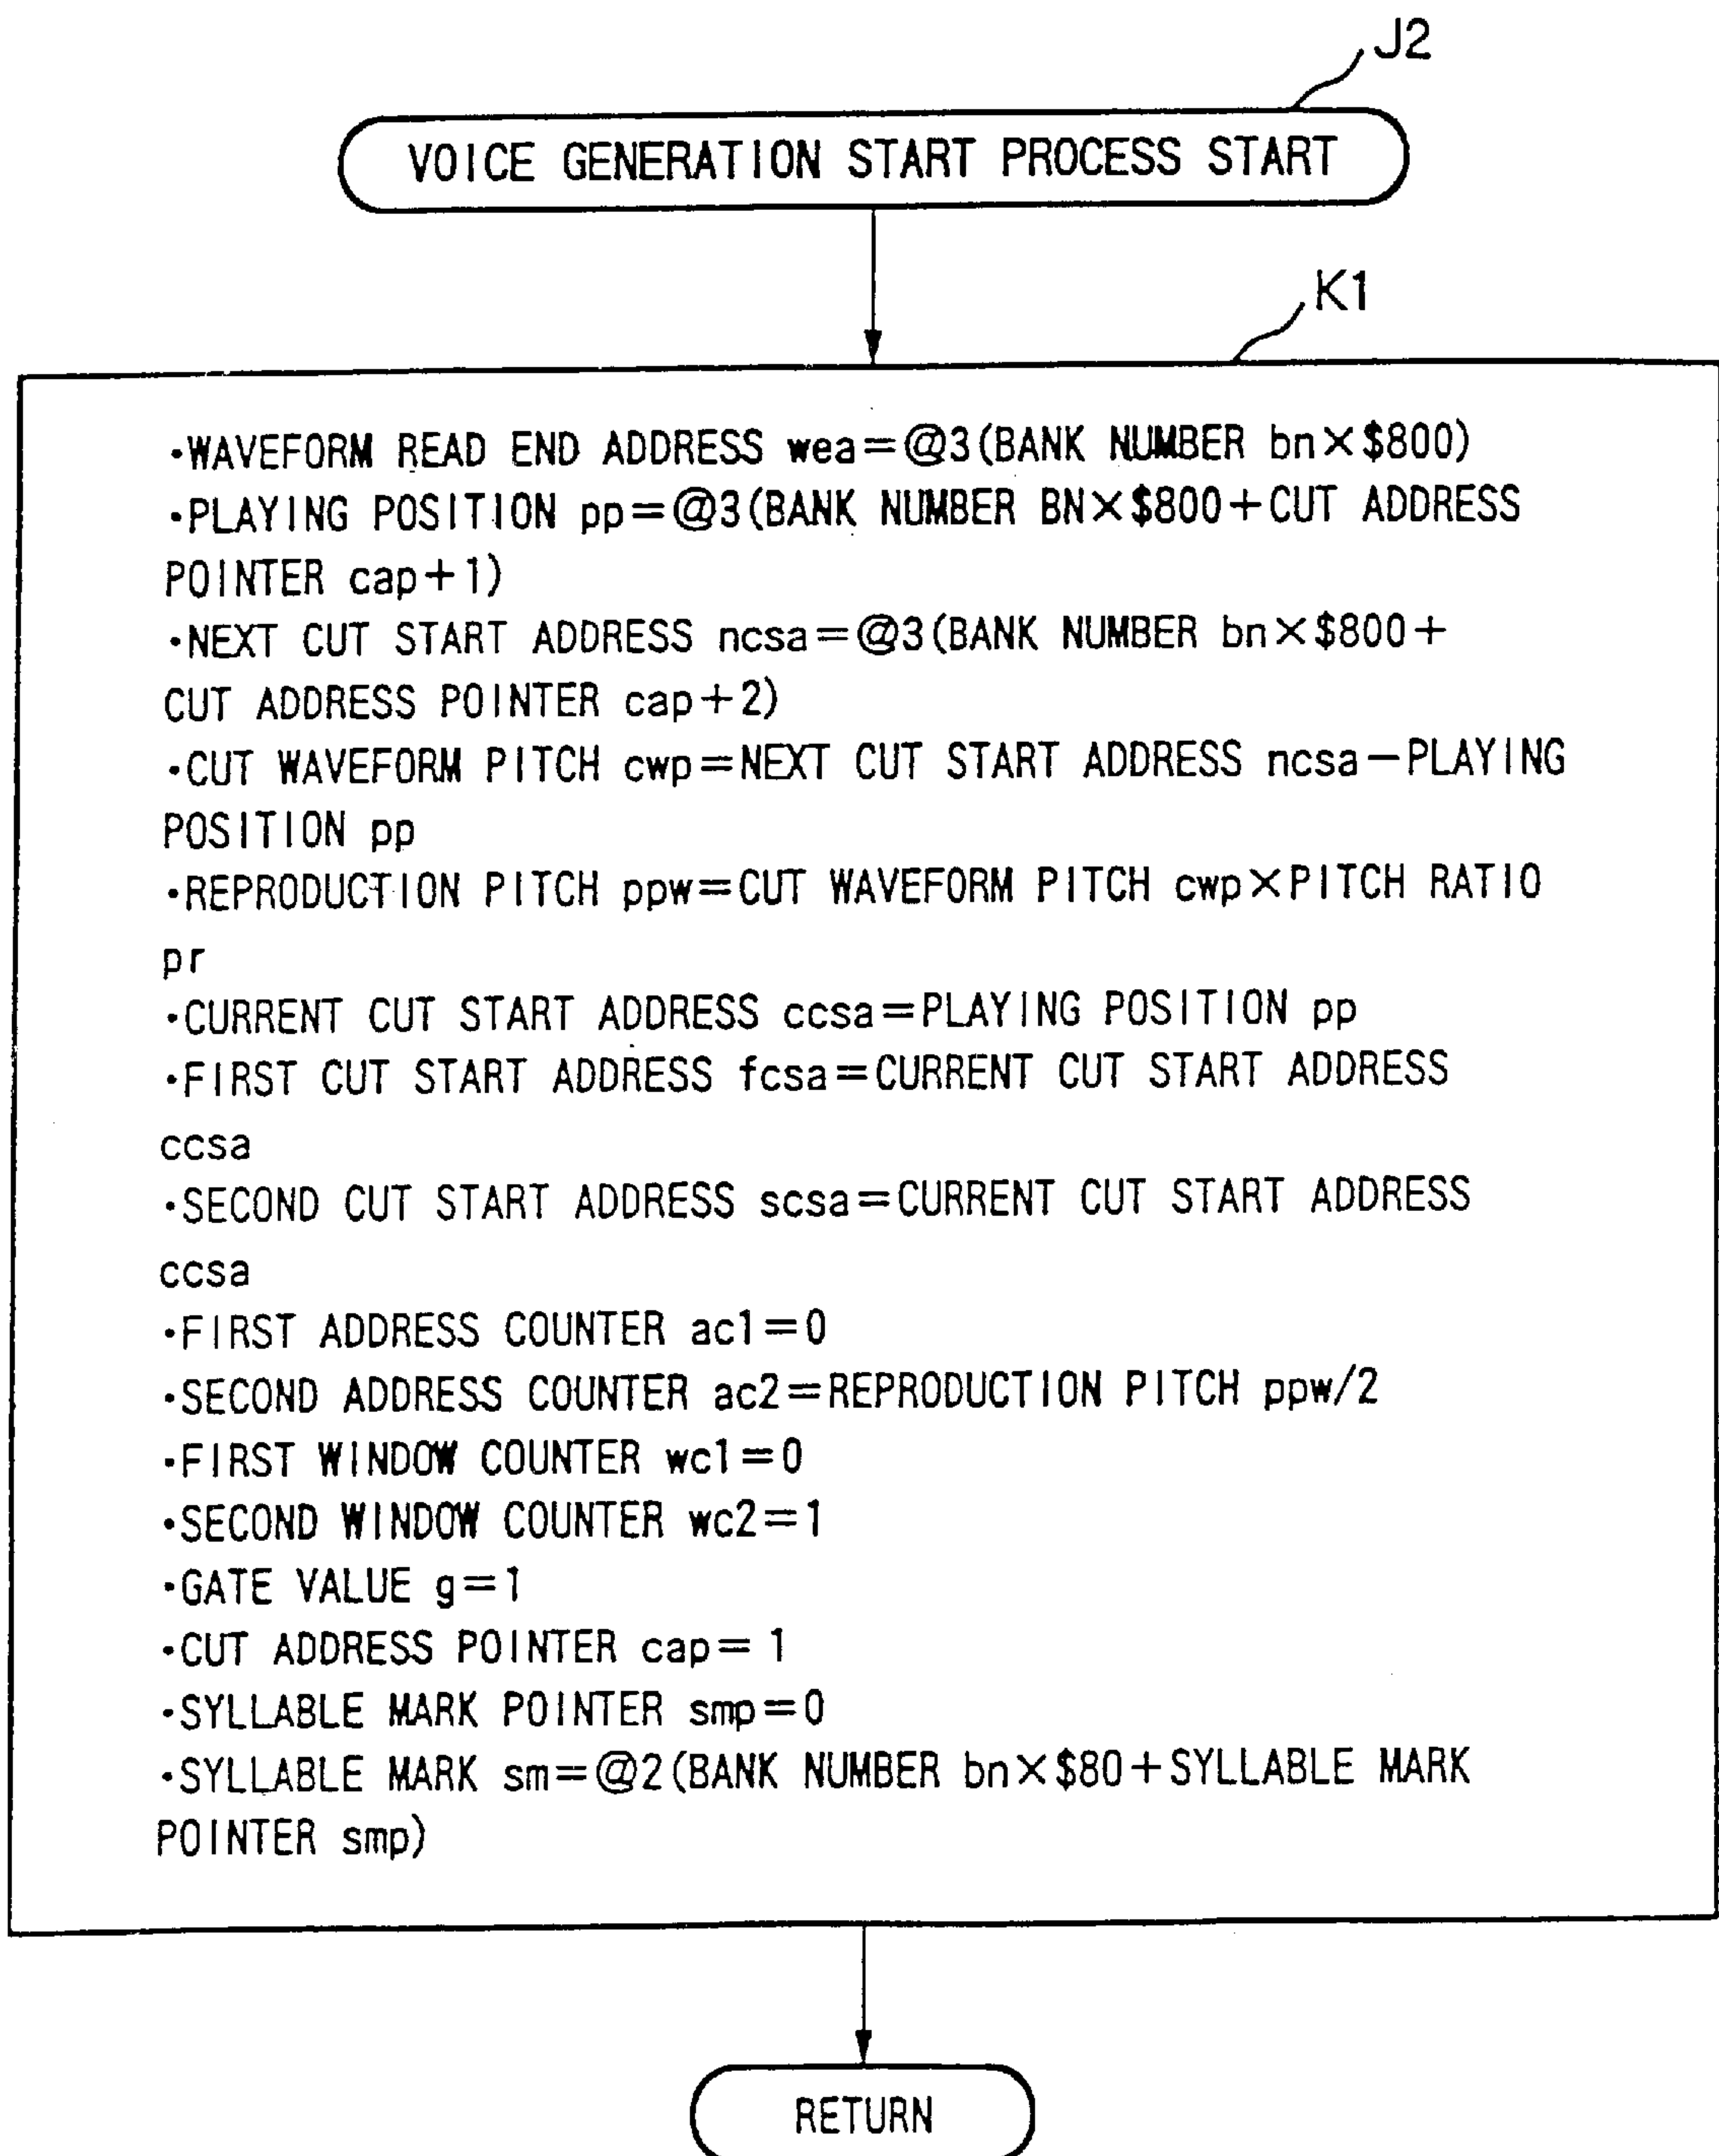 J2
VOICE GENERATION START PROCESS START
K1
·WAVEFORM READ END ADDRESS wea=@3(BANK NUMBER bn×$800)
·PLAYING POSITION pp=@3(BANK NUMBER BN×$800+CUT ADDRESS
POINTER cap+1)
·NEXT CUT START ADDRESS ncsa=@3(BANK NUMBER bn×$800+
CUT ADDRESS POINTER cap+2)
·CUT WAVEFORM PITCH cwp=NEXT CUT START ADDRESS ncsa−PLAYING
POSITION pp
·REPRODUCTION PITCH ppw=CUT WAVEFORM PITCH cwp×PITCH RATIO
pr
·CURRENT CUT START ADDRESS ccsa=PLAYING POSITION pp
·FIRST CUT START ADDRESS fcsa=CURRENT CUT START ADDRESS
ccsa
·SECOND CUT START ADDRESS scsa=CURRENT CUT START ADDRESS
ccsa
·FIRST ADDRESS COUNTER ac1=0
·SECOND ADDRESS COUNTER ac2=REPRODUCTION PITCH ppw/2
·FIRST WINDOW COUNTER wc1=0
·SECOND WINDOW COUNTER wc2=1
·GATE VALUE g=1
·CUT ADDRESS POINTER cap= 1
·SYLLABLE MARK POINTER smp=0
·SYLLABLE MARK sm=@2(BANK NUMBER bn×$80+SYLLABLE MARK
POINTER smp)
RETURN